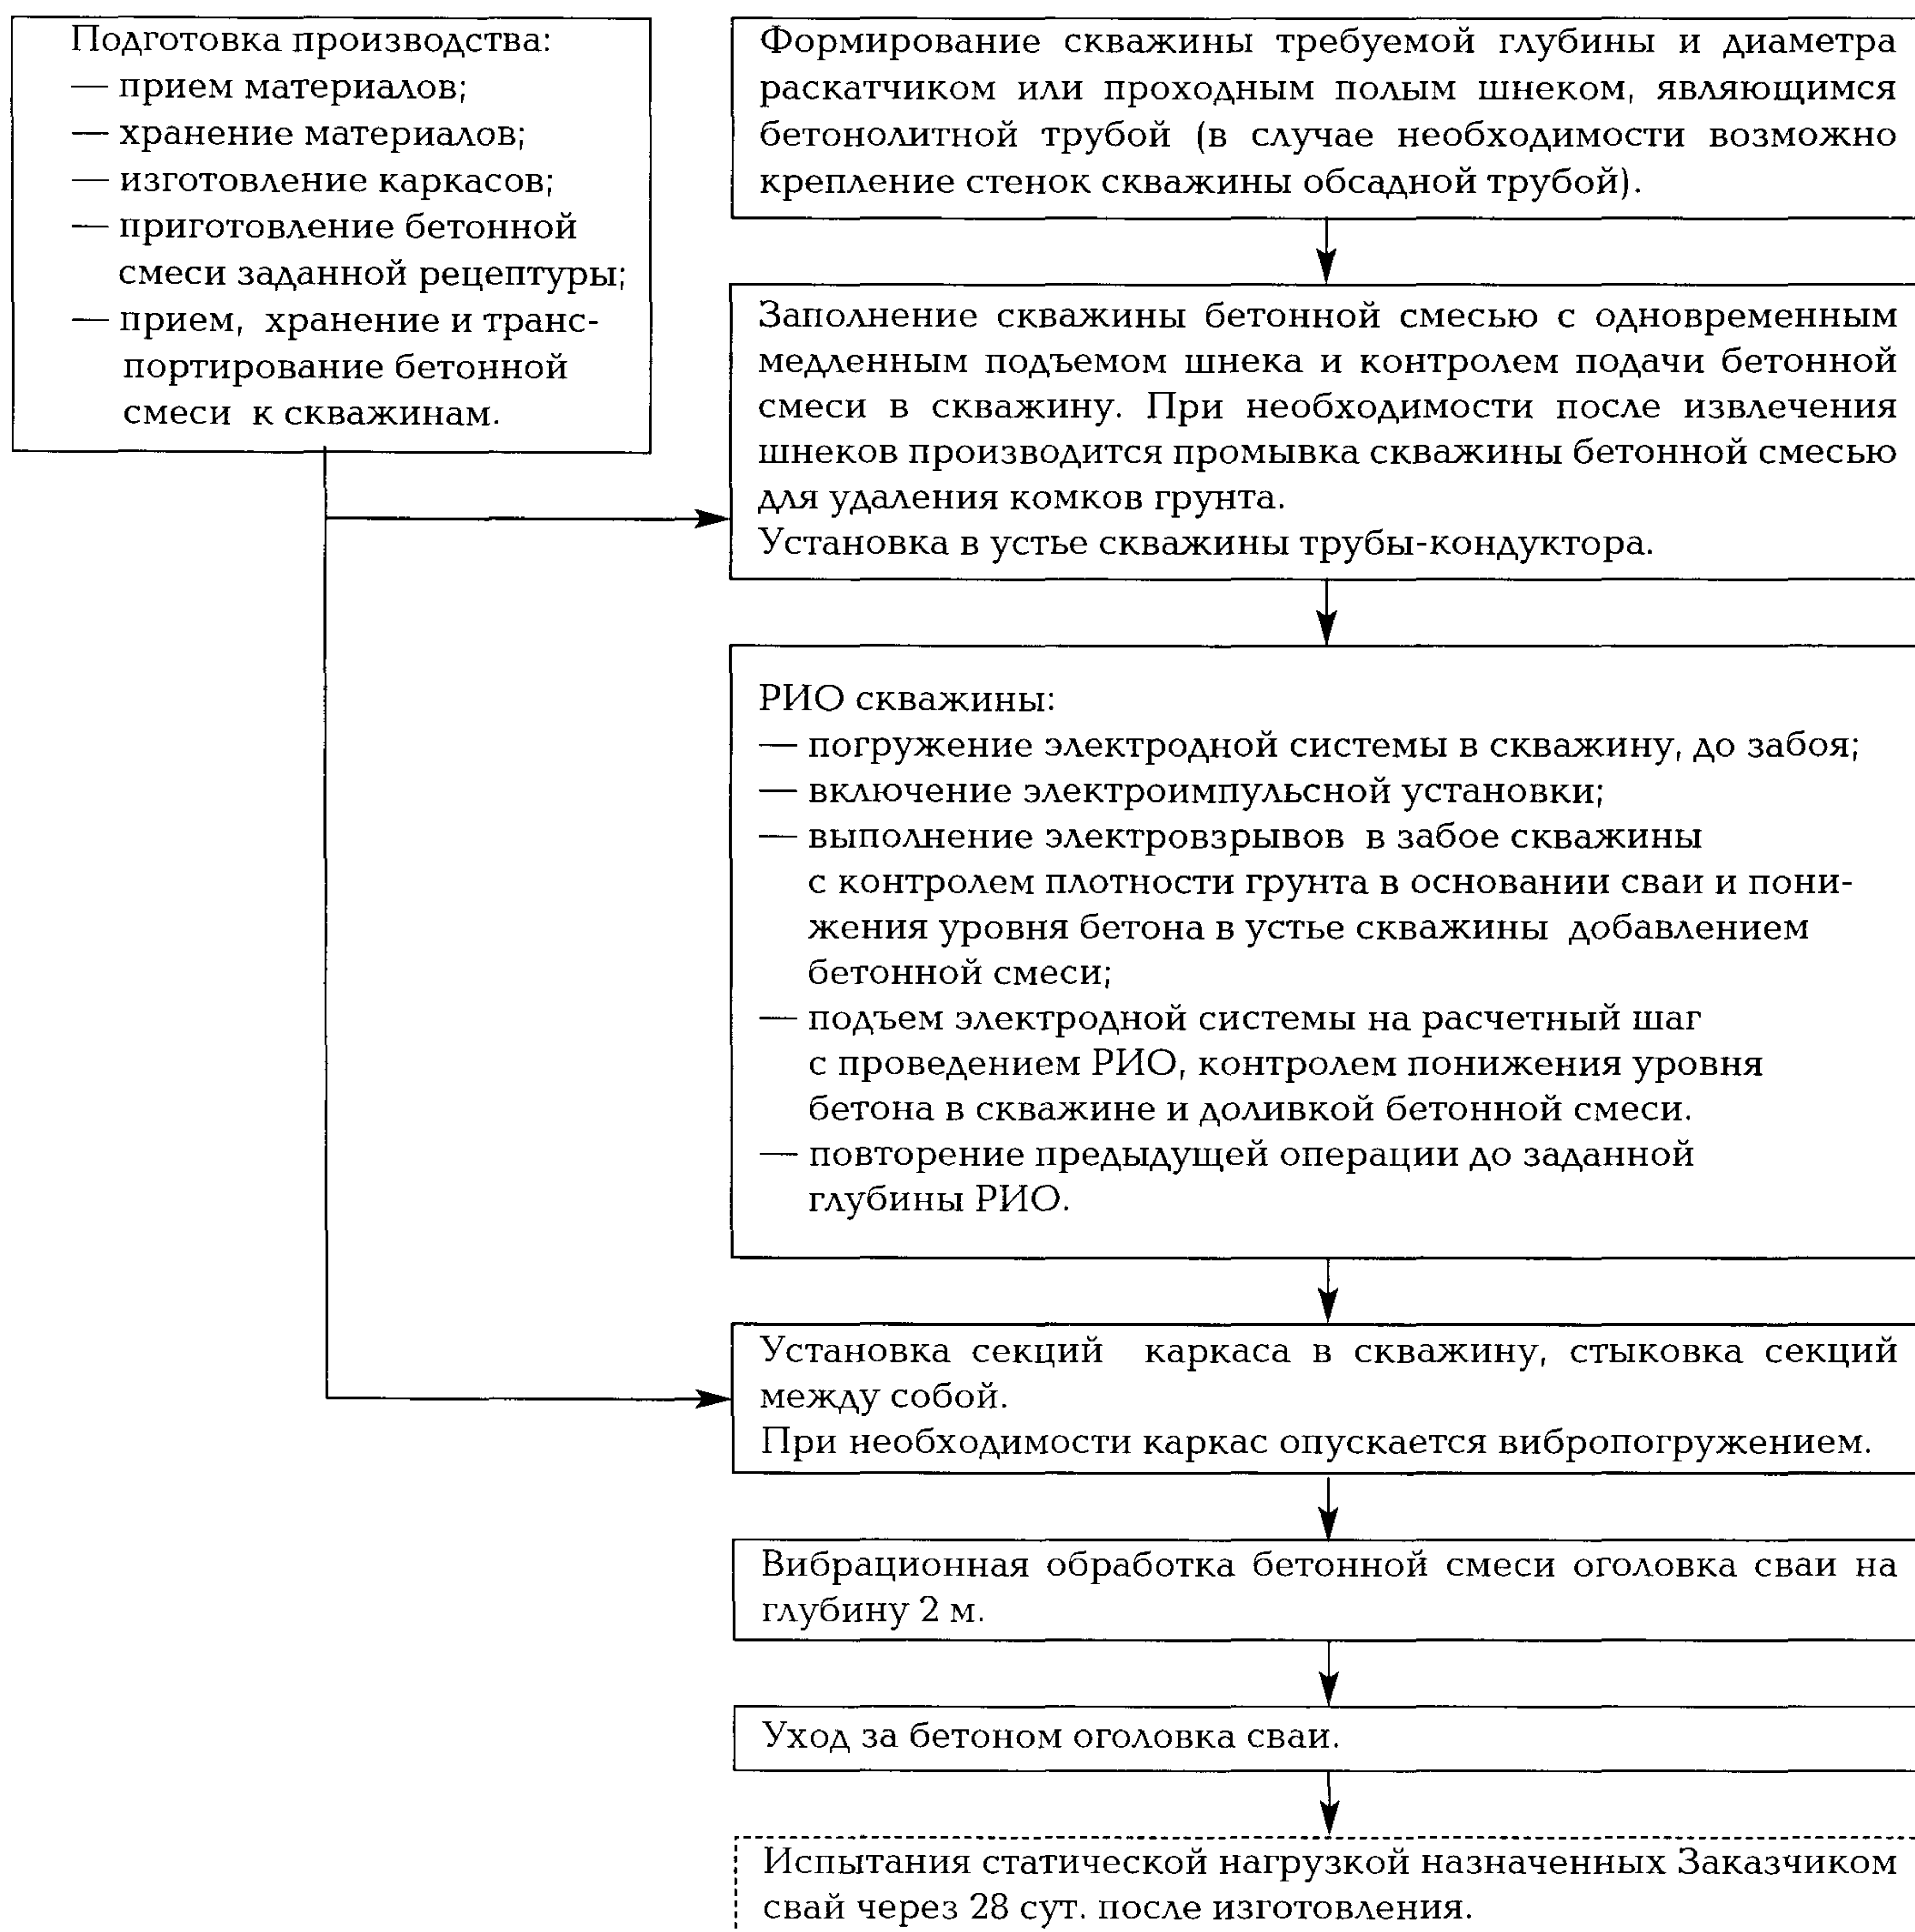 Подготовка производства:
— прием материалов;
— хранение материалов;
— изготовление каркасов;
— приготовление бетонной
смеси заданной рецептуры;
— прием, хранение и транс-
портирование бетонной
смеси к скважинам.
Формирование скважины требуемой глубины и диаметра
раскатчиком или проходным полым шнеком, являющимся
бетонолитной трубой (в случае необходимости возможно
крепление стенок скважины обсадной трубой).
Заполнение скважины бетонной смесью с одновременным
медленным подъемом шнека и контролем подачи бетонной
смеси в скважину. При необходимости после извлечения
шнеков производится промывка скважины бетонной смесью
для удаления комков грунта.
Установка в устье скважины трубы-кондуктора.
РИО скважины:
— погружение электродной системы в скважину, до забоя;
— включение электроимпульсной установки;
— выполнение электровзрывов в забое скважины
с контролем плотности грунта в основании сваи и пони-
жения уровня бетона в устье скважины добавлением
бетонной смеси;
— подъем электродной системы на расчетный шаг
с проведением РИО, контролем понижения уровня
бетона в скважине и доливкой бетонной смеси.
— повторение предыдущей операции до заданной
глубины РИО.
Установка секций каркаса в скважину, стыковка секций
между собой.
При необходимости каркас опускается вибропогружением.
Вибрационная обработка бетонной смеси оголовка сваи на
глубину 2 м.
Уход за бетоном оголовка сваи.
Испытания статической нагрузкой назначенных Заказчиком
свай через 28 сут. после изготовления.